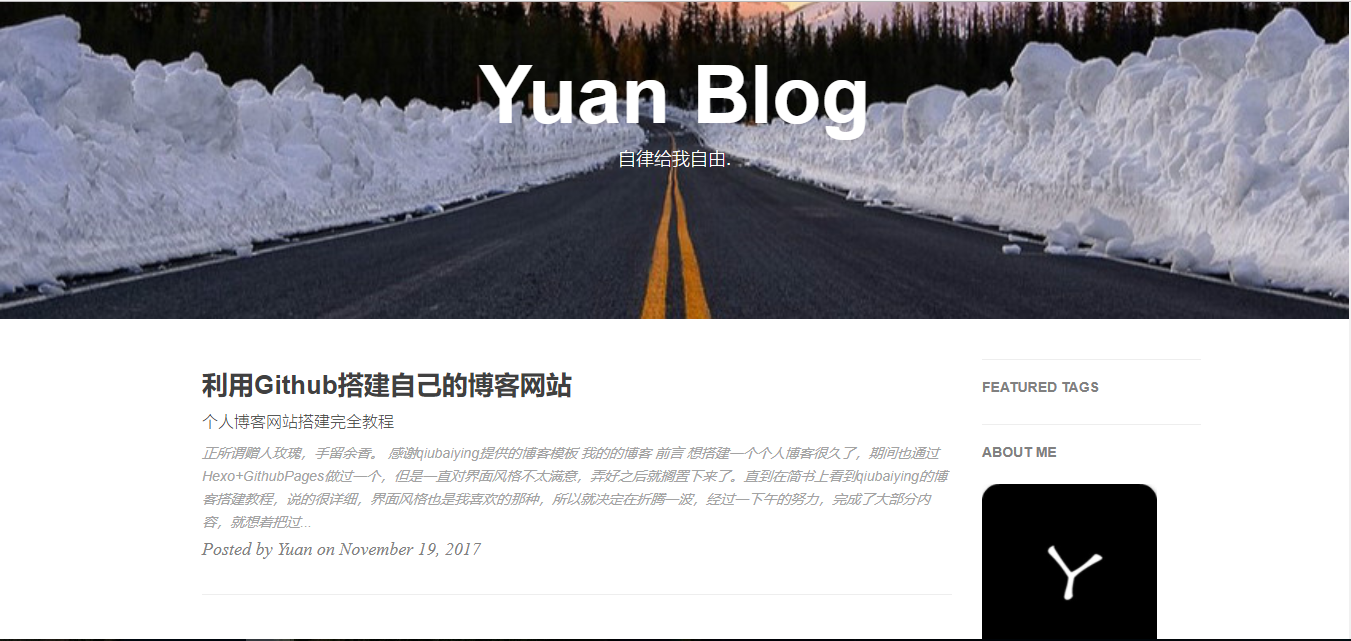 Yuan Blog
自律给我自由.
利用Github搭建自己的博客网站
个人博客网站搭建完全教程
正所谓赠人玫瑰，手留余香。 感谢qiubaiying提供的博客模板 我的的博客 前言 想搭建一个个人博客很久了，期间也通过
Hexo+GithubPages做过一个，但是一直对界面风格不太满意，弄好之后就搁置下来了。直到在简书上看到qiubaiying的博
客搭建教程，说的很详细，界面风格也是我喜欢的那种，所以就决定在折腾一波，经过一下午的努力，完成了大部分内
容，就想着把过...
Posted by Yuan on November 19, 2017
FEATURED TAGS
ABOUT ME
Y